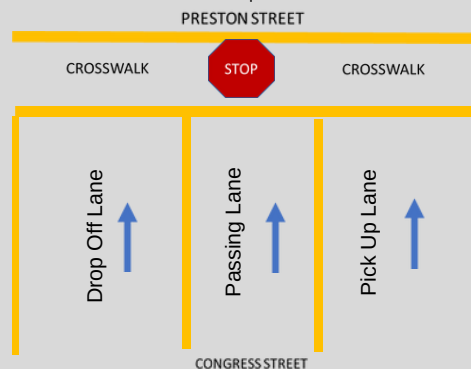 PRESTON STREET
CROSSWALK
STOP
CROSSWALK
Drop Off Lane
Passing Lane
Pick Up Lane
CONGRESS STREET